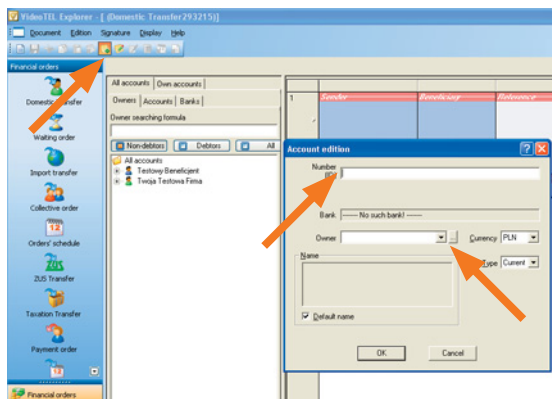 VideoTEL Explorer - [ (Domestic Transfer293215)]
Document Edition Signature Display Help
Financial orders
Domestic transfer
Waiting order
Import transfer
Collective order
12
Orders' schedule
ZUS
ZUS Transfer
Taxation Transfer
Payment order
12
Financial orders
All accounts Own accounts
Owners Accounts Banks
Owner searching formula
Non-debtors Debtors All
All accounts
Testowy Beneficjent
Twoja Testowa Firma
Sender Beneficiary Reference
1
Account edition
Number
Bank ------ No such bank! ------
Owner ... Currency PLN
Name
Type Current
Default name
OK Cancel